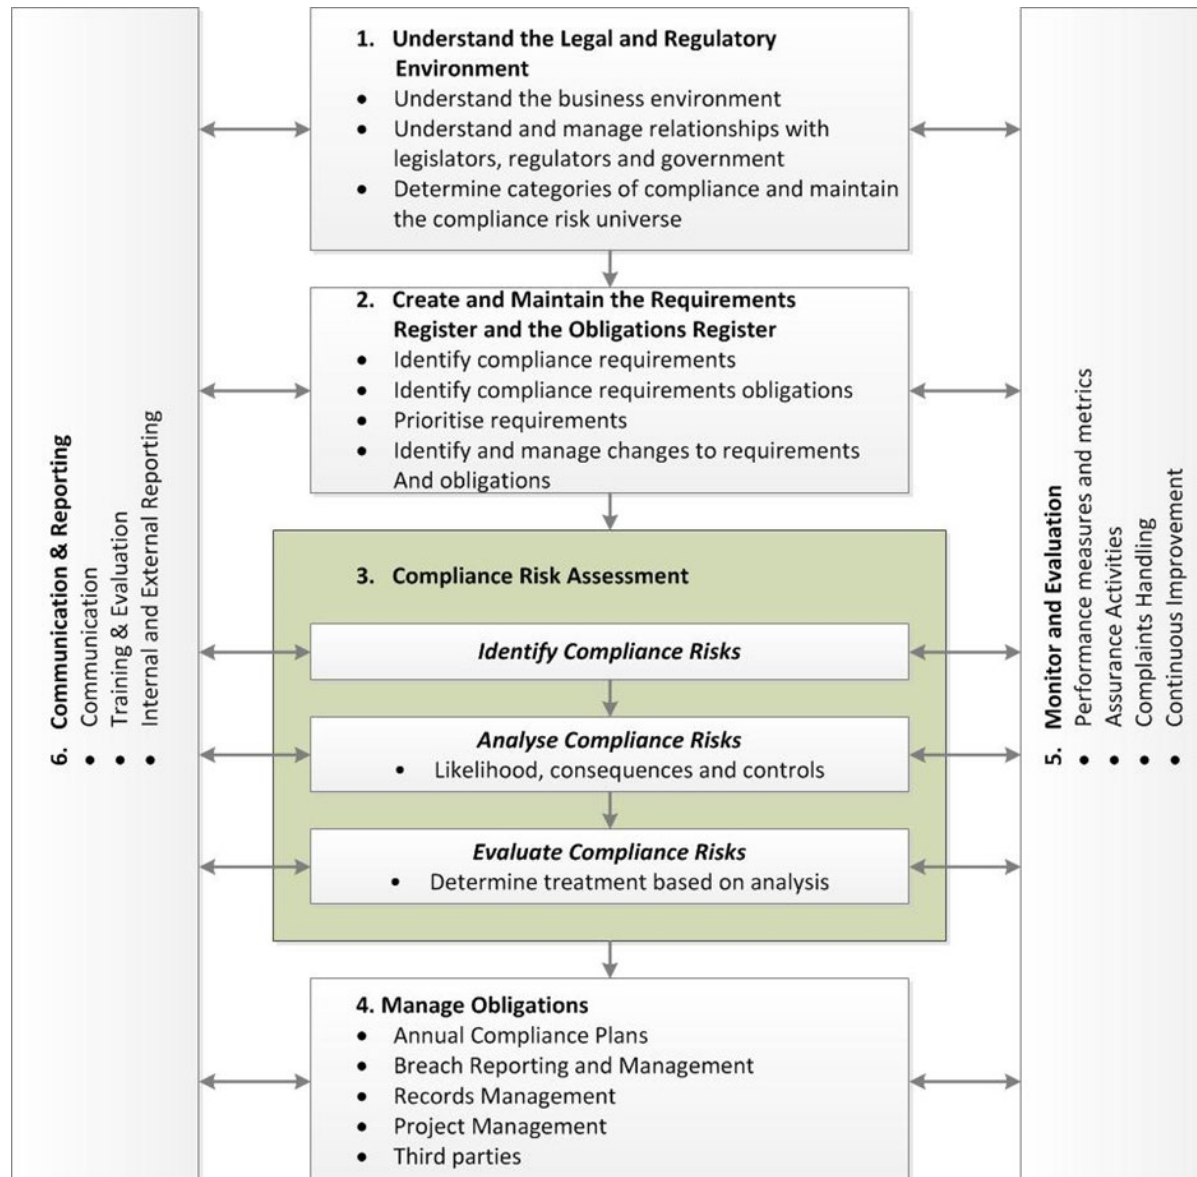 1. Understand the Legal and Regulatory
Environment
• Understand the business environment
• Understand and manage relationships with
legislators, regulators and government
• Determine categories of compliance and maintain
the compliance risk universe
2. Create and Maintain the Requirements
Register and the Obligations Register
• Identify compliance requirements
• Identify compliance requirements obligations
• Prioritise requirements
• Identify and manage changes to requirements
And obligations
3. Compliance Risk Assessment
Identify Compliance Risks
Analyse Compliance Risks
• Likelihood, consequences and controls
Evaluate Compliance Risks
• Determine treatment based on analysis
4. Manage Obligations
• Annual Compliance Plans
• Breach Reporting and Management
• Records Management
• Project Management
• Third parties
5. Monitor and Evaluation
• Performance measures and metrics
• Assurance Activities
• Complaints Handling
• Continuous Improvement
6. Communication & Reporting
• Communication
• Training & Evaluation
• Internal and External Reporting